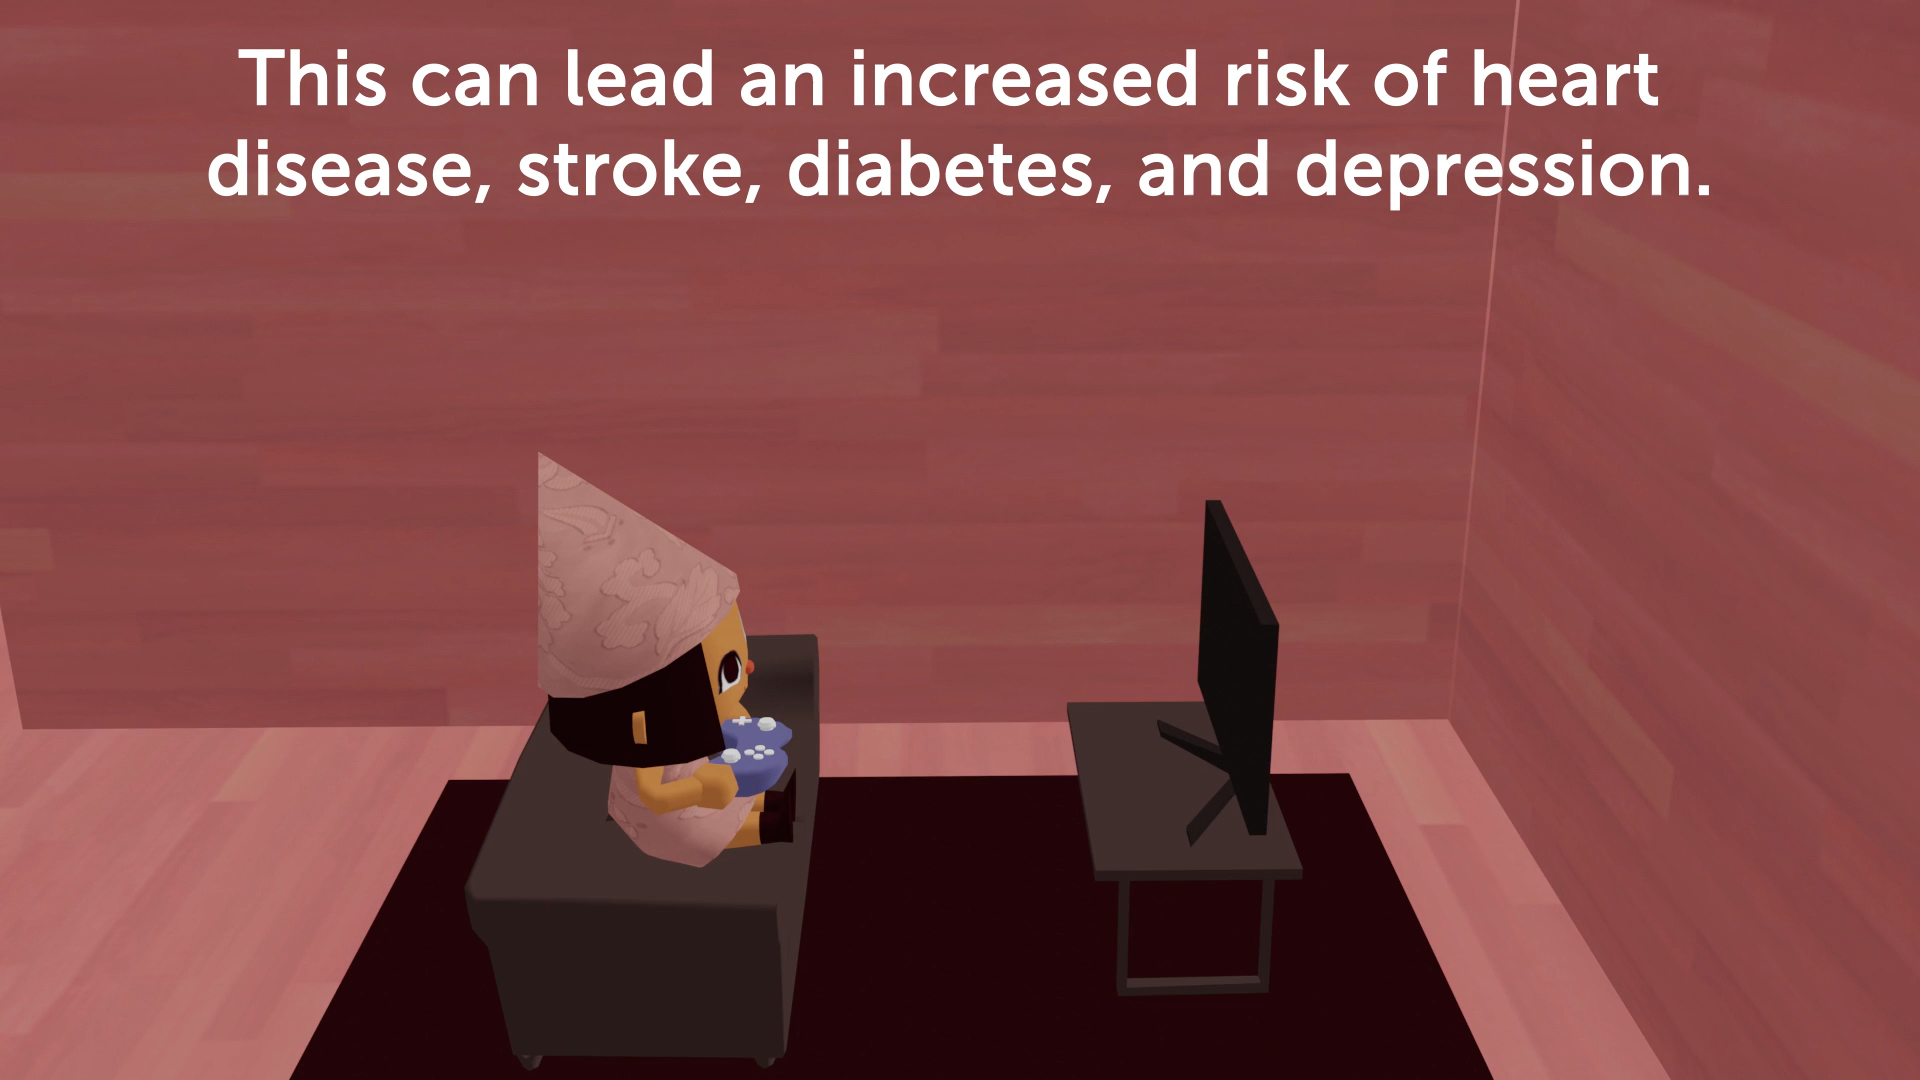 This can lead an increased risk of heart
disease, stroke, diabetes, and depression.